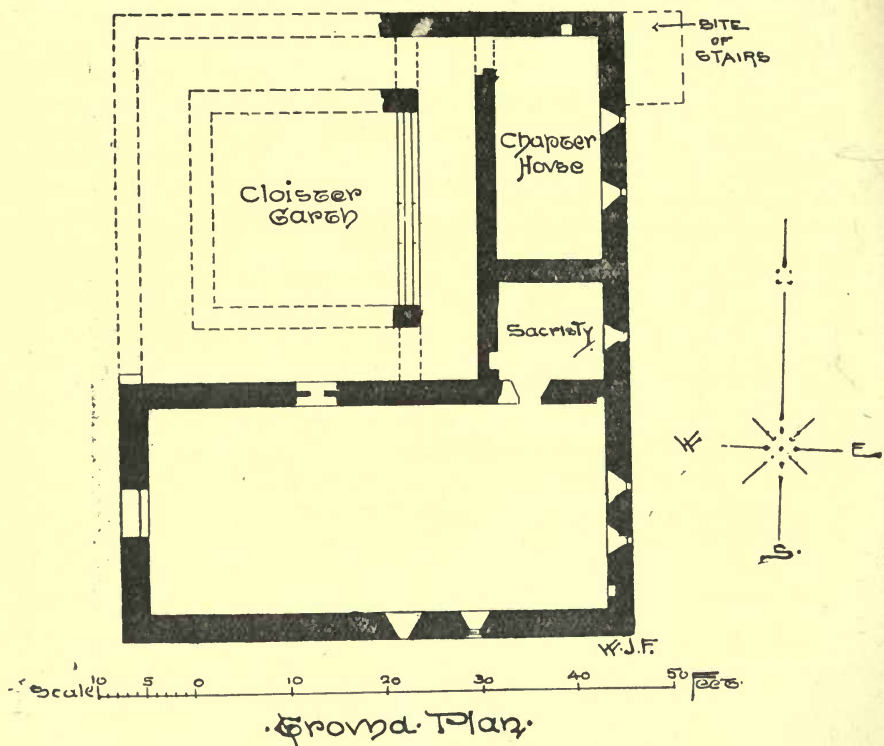 SITE
OF
STAIRS
Chapter
House
Cloister
Garth
Sacristy
W
E
S
W.J.F.
Scale 10 5 0 10 20 30 40 50 Feet
·Ground·Plan·